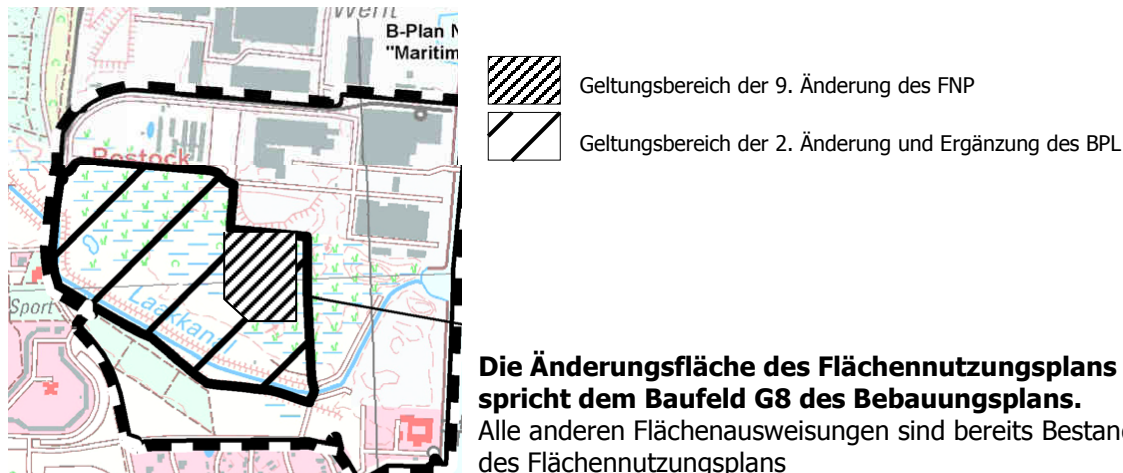 Went
B-Plan N
"Maritim
Rostock
Laakkanal
Sport
Geltungsbereich der 9. Änderung des FNP
Geltungsbereich der 2. Änderung und Ergänzung des BPL
Die Änderungsfläche des Flächennutzungsplans
spricht dem Baufeld G8 des Bebauungsplans.
Alle anderen Flächenausweisungen sind bereits Bestand
des Flächennutzungsplans